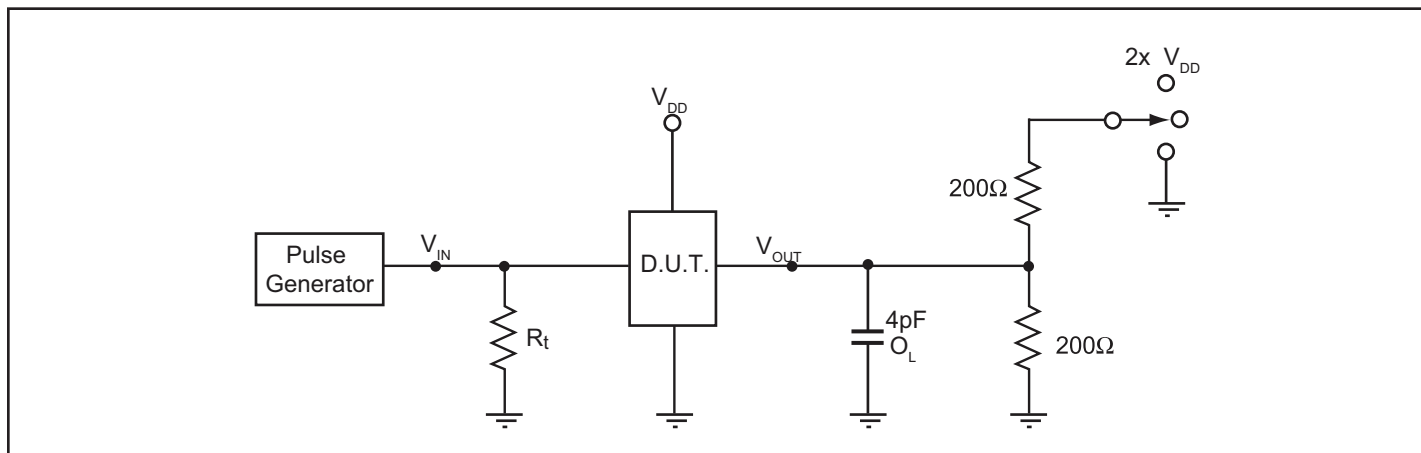 2x V_DD
V_DD
200Ω
Pulse
Generator
V_IN
D.U.T.
V_OUT
4pF
O_L
R_t
200Ω